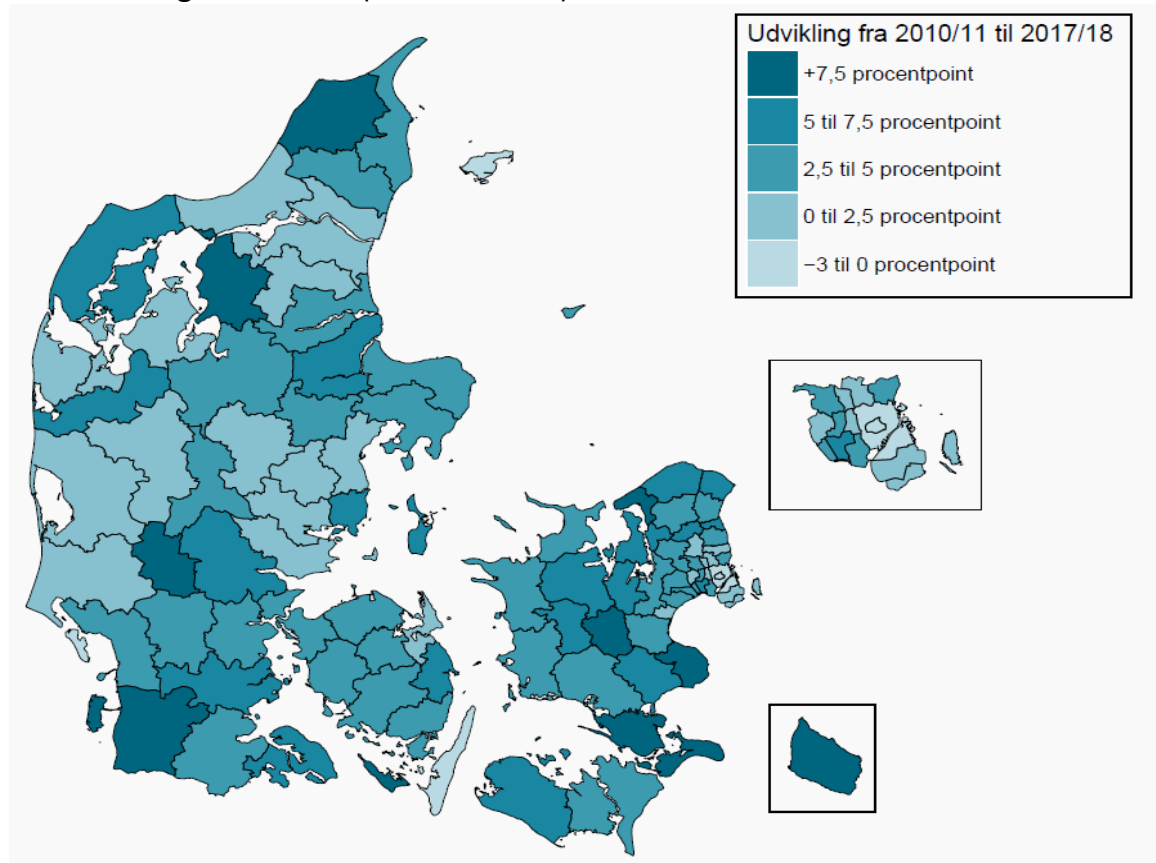 Udvikling fra 2010/11 til 2017/18
+7,5 procentpoint
5 til 7,5 procentpoint
2,5 til 5 procentpoint
0 til 2,5 procentpoint
−3 til 0 procentpoint